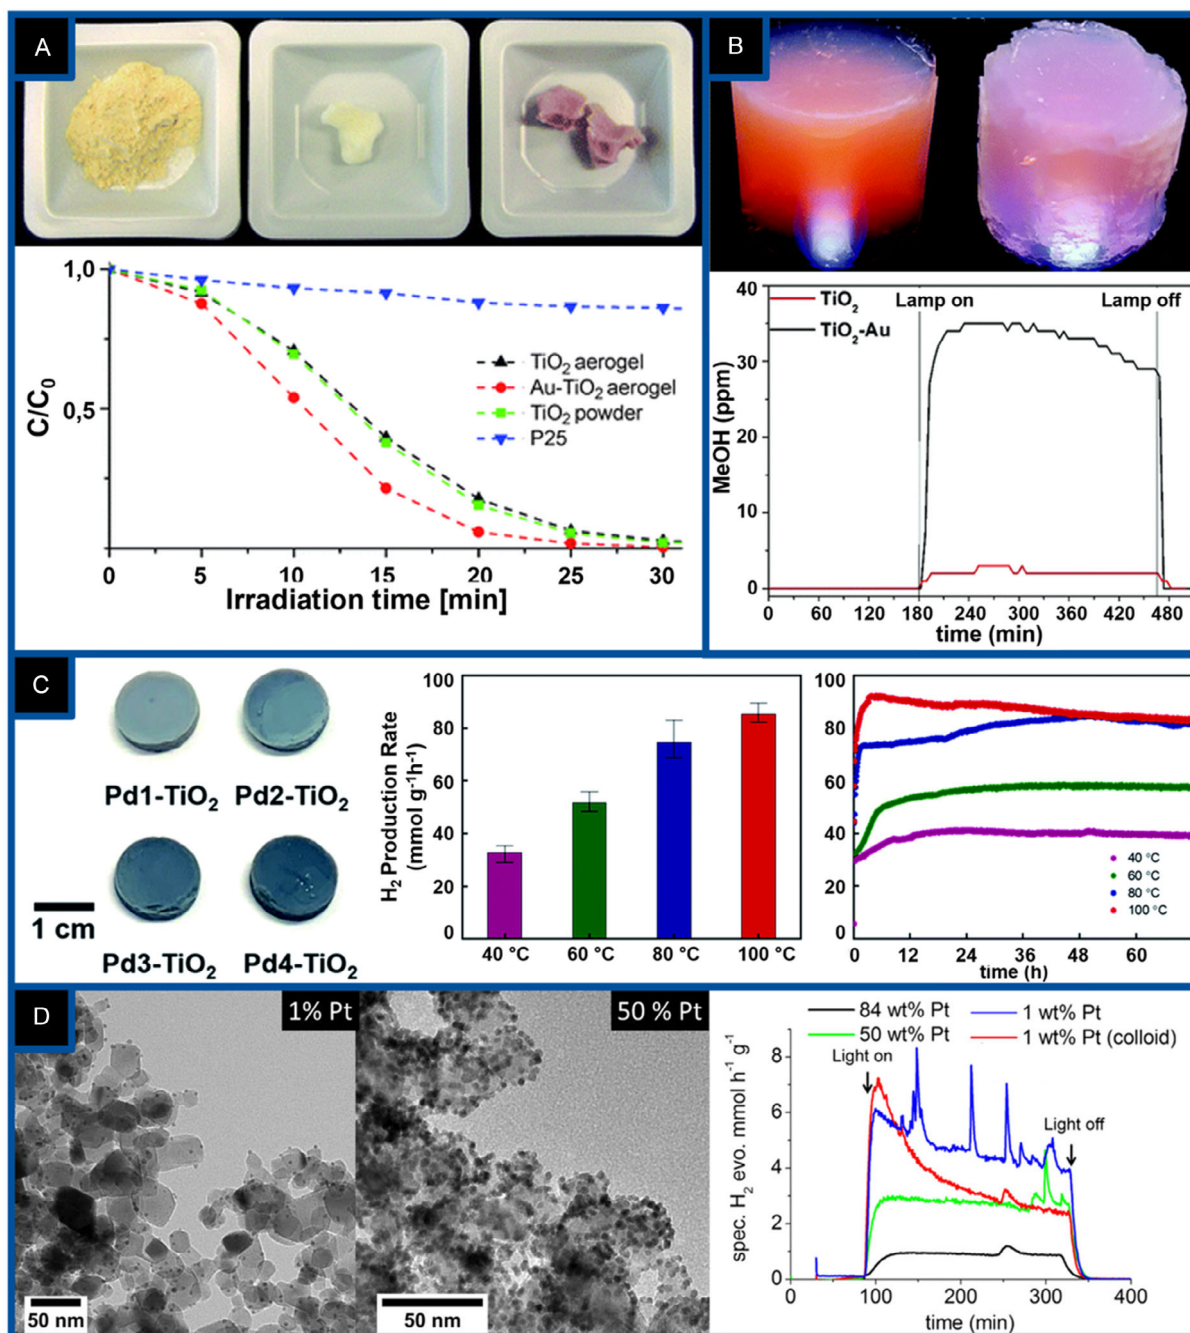 A
1,0
0,5
C/C₀
TiO₂ aerogel
Au-TiO₂ aerogel
TiO₂ powder
P25
0 5 10 15 20 25 30
Irradiation time [min]
B
40
30
20
10
0
MeOH (ppm)
TiO₂
TiO₂-Au
Lamp on
Lamp off
0 60 120 180 240 300 360 420 480
time (min)
C
Pd1-TiO₂ Pd2-TiO₂
Pd3-TiO₂ Pd4-TiO₂
1 cm
H₂ Production Rate
(mmol g⁻¹h⁻¹)
100
80
60
40
20
0
40 °C 60 °C 80 °C 100 °C
100
80
60
40
20
0
40 °C
60 °C
80 °C
100 °C
0 12 24 36 48 60
time (h)
D
1% Pt
50 nm
50 % Pt
50 nm
84 wt% Pt
1 wt% Pt
50 wt% Pt
1 wt% Pt (colloid)
Light on
Light off
spec. H₂ evo. mmol h⁻¹ g⁻¹
8
6
4
2
0
0 100 200 300 400
time (min)